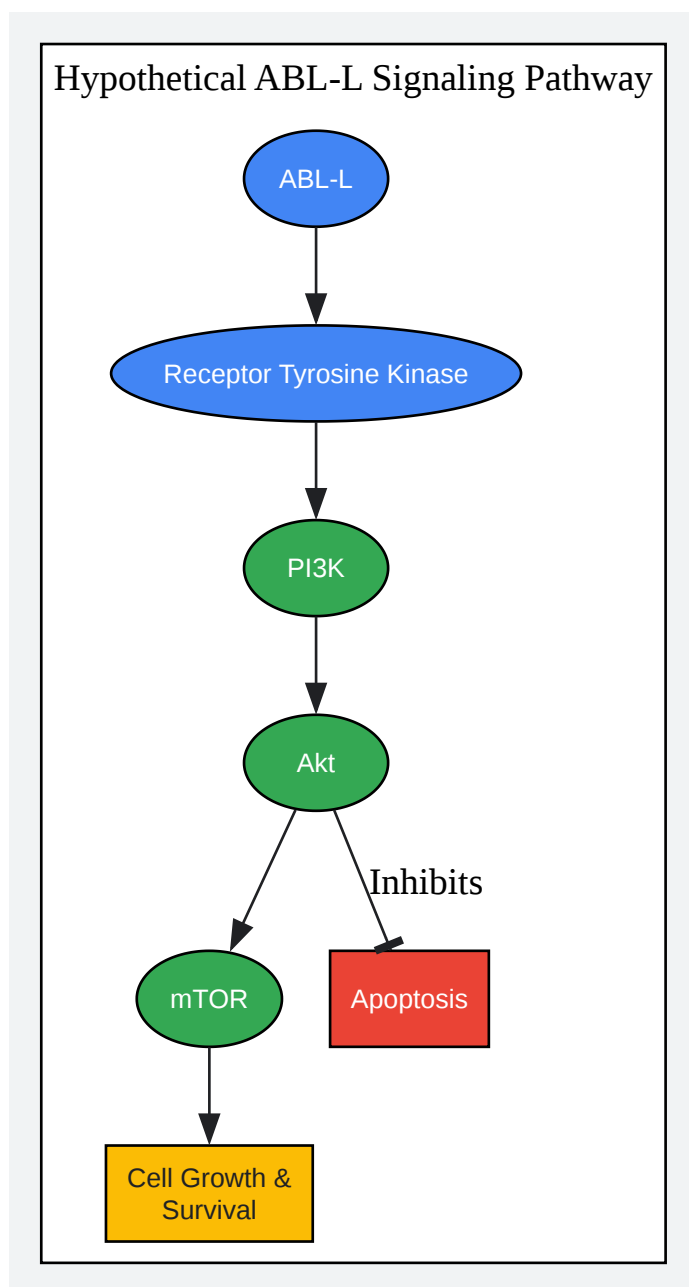 Hypothetical ABL-L Signaling Pathway
ABL-L
Receptor Tyrosine Kinase
PI3K
Akt
Inhibits
mTOR
Apoptosis
Cell Growth &
Survival